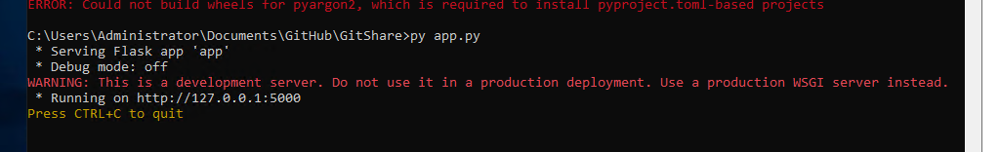 ERROR: Could not build wheels for pyargon2, which is required to install pyproject.toml-based projects
C:\Users\Administrator\Documents\GitHub\GitShare>py app.py
 * Serving Flask app 'app'
 * Debug mode: off
WARNING: This is a development server. Do not use it in a production deployment. Use a production WSGI server instead.
 * Running on http://127.0.0.1:5000
Press CTRL+C to quit